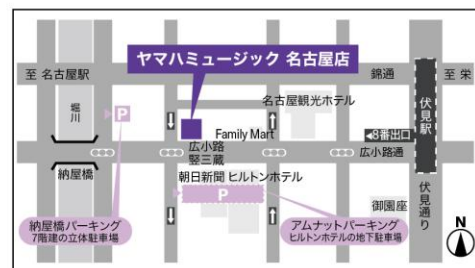 ヤマハミュージック 名古屋店
至 名古屋駅
錦通
至 栄
堀川
P
名古屋観光ホテル
伏見駅
Family Mart
◀8番出口
広小路
竪三蔵
広小路通
納屋橋
朝日新聞 ヒルトンホテル
P
御園座
伏見通り
納屋橋パーキング
7階建の立体駐車場
アムナットパーキング
ヒルトンホテルの地下駐車場
N